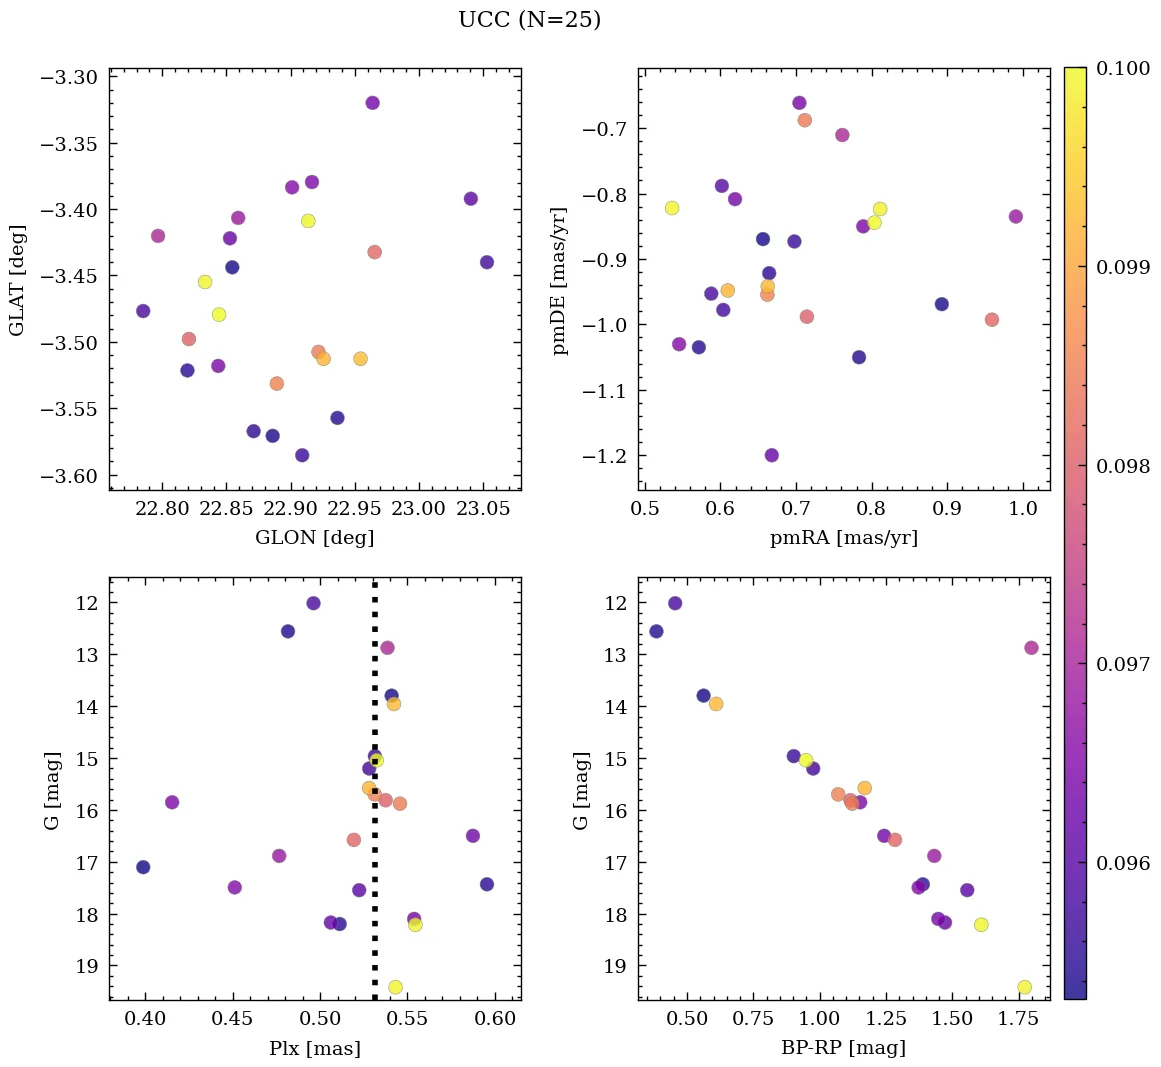 UCC (N=25)
−3.30
−3.35
−3.40
−3.45
−3.50
−3.55
−3.60
GLAT [deg]
22.80 22.85 22.90 22.95 23.00 23.05
GLON [deg]
−0.7
−0.8
−0.9
−1.0
−1.1
−1.2
pmDE [mas/yr]
0.5 0.6 0.7 0.8 0.9 1.0
pmRA [mas/yr]
12
13
14
15
16
17
18
19
G [mag]
0.40 0.45 0.50 0.55 0.60
Plx [mas]
12
13
14
15
16
17
18
19
G [mag]
0.50 0.75 1.00 1.25 1.50 1.75
BP-RP [mag]
0.100
0.099
0.098
0.097
0.096